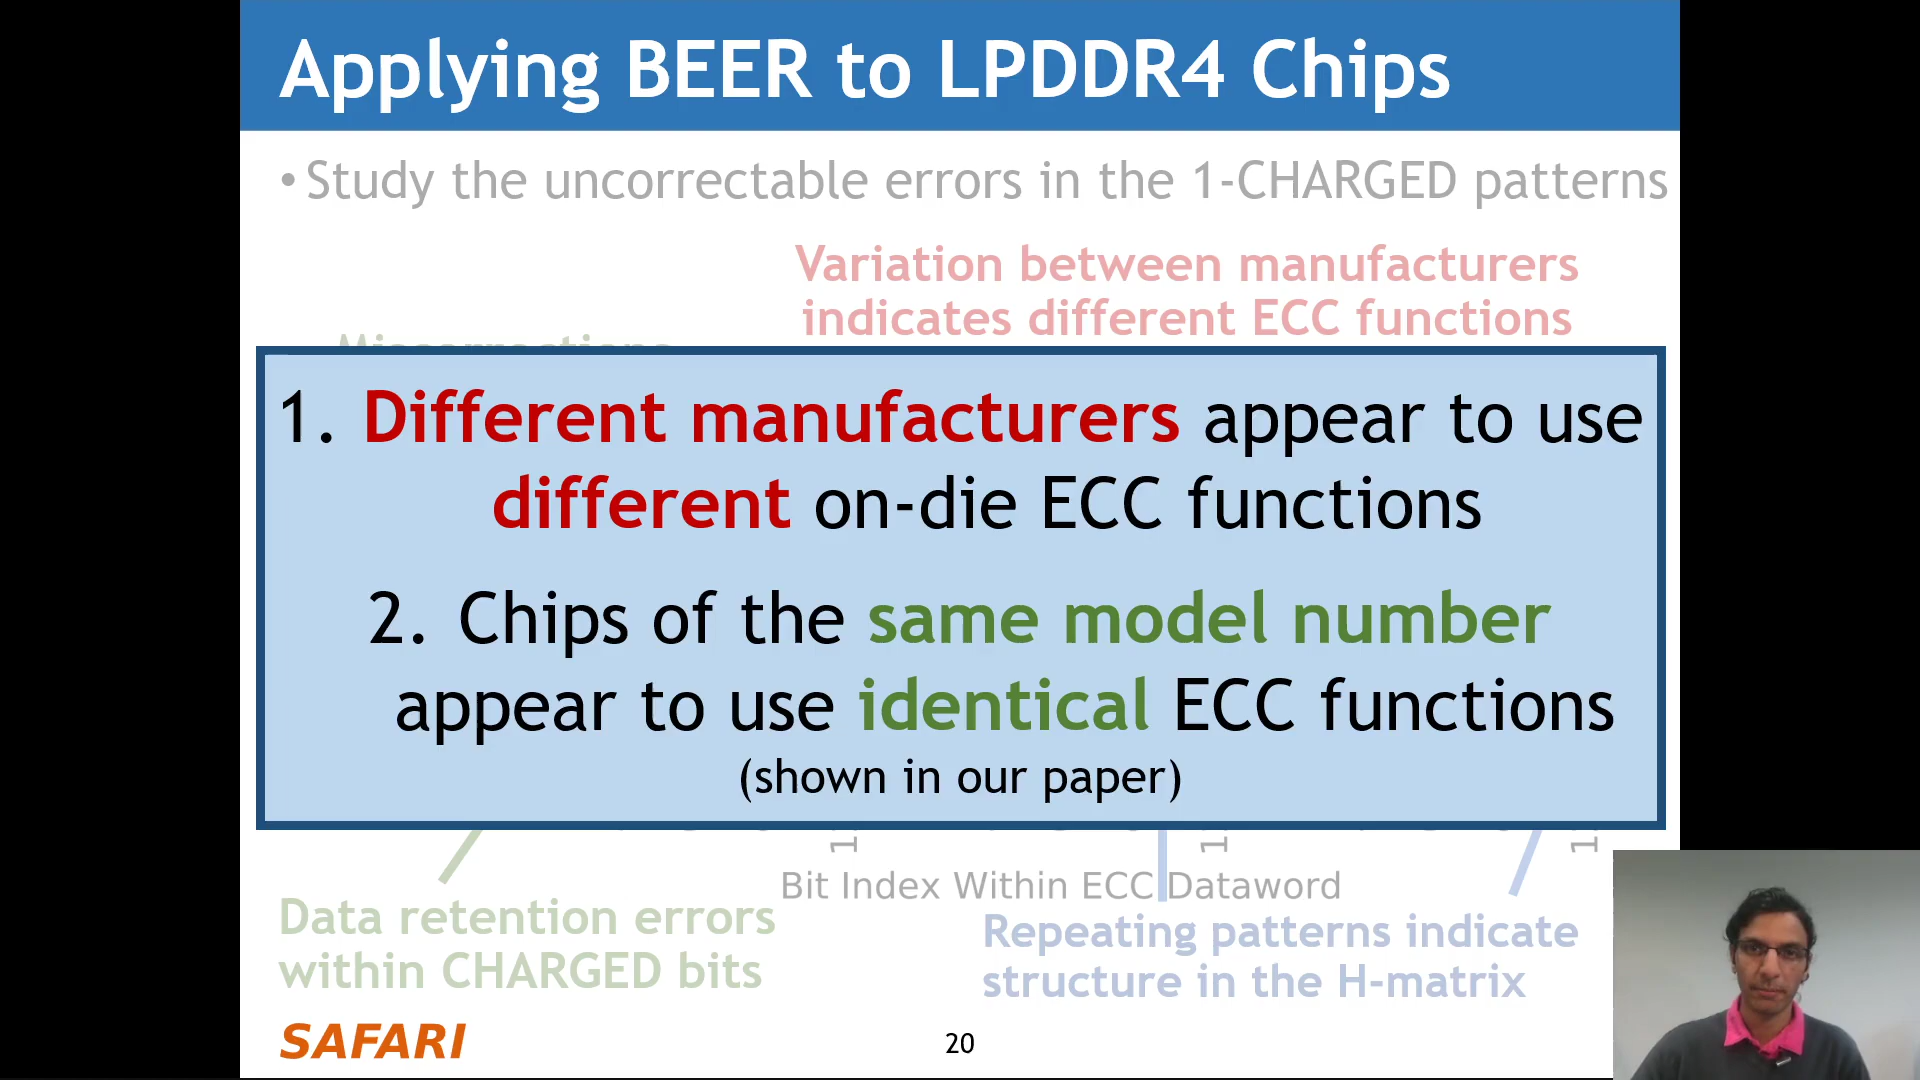 Applying BEER to LPDDR4 Chips
• Study the uncorrectable errors in the 1-CHARGED patterns
Variation between manufacturers
indicates different ECC functions
1. Different manufacturers appear to use
different on-die ECC functions
2. Chips of the same model number
appear to use identical ECC functions
(shown in our paper)
Bit Index Within ECC Dataword
Data retention errors
within CHARGED bits
Repeating patterns indicate
structure in the H-matrix
SAFARI
20